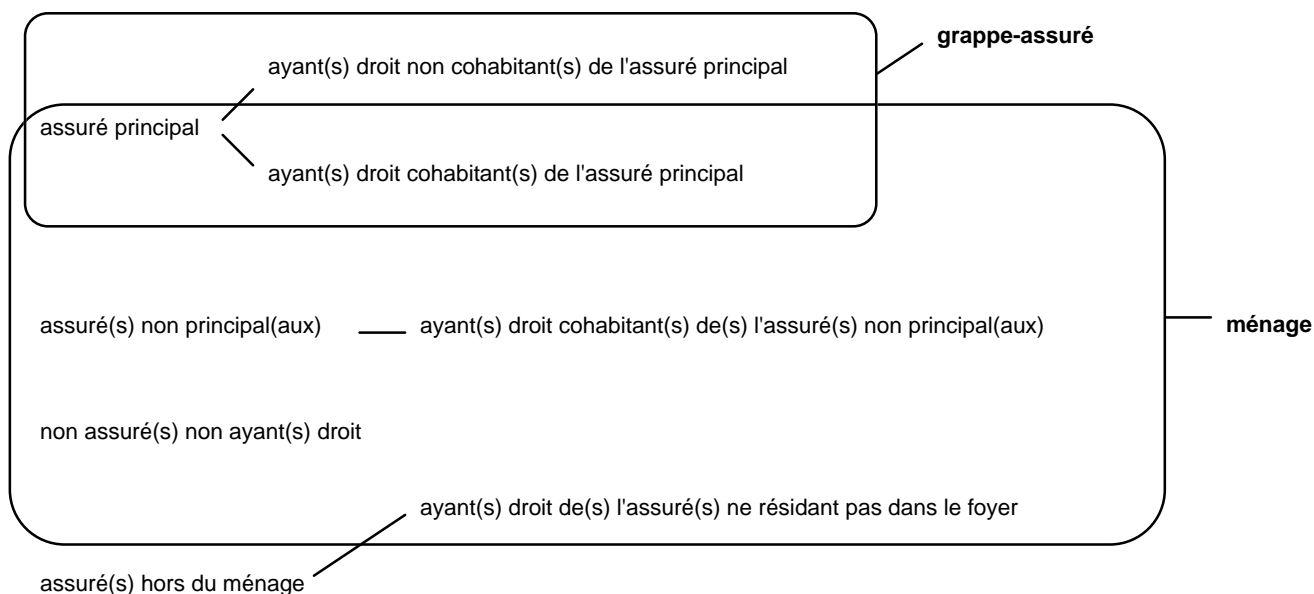 grappe-assuré
ayant(s) droit non cohabitant(s) de l'assuré principal
assuré principal
ayant(s) droit cohabitant(s) de l'assuré principal
assuré(s) non principal(aux)
ayant(s) droit cohabitant(s) de(s) l'assuré(s) non principal(aux)
ménage
non assuré(s) non ayant(s) droit
ayant(s) droit de(s) l'assuré(s) ne résidant pas dans le foyer
assuré(s) hors du ménage